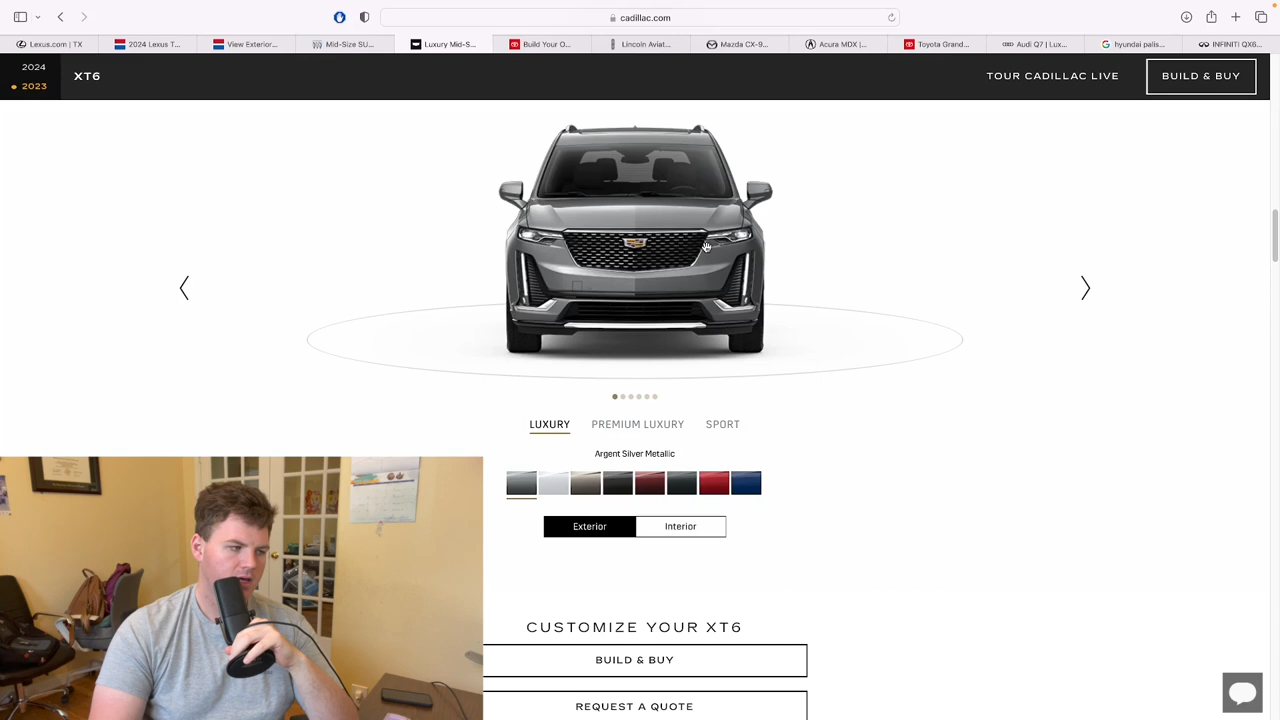 cadillac.com
Lexus.com | TX
2024 Lexus T...
View Exterior...
Mid-Size SU...
Luxury Mid-S...
Build Your O...
Lincoln Aviat...
Mazda CX-9...
Acura MDX |...
Toyota Grand...
Audi Q7 | Lux...
hyundai palis...
INFINITI QX6...
2024
2023
XT6
TOUR CADILLAC LIVE
BUILD & BUY
LUXURY
PREMIUM LUXURY
SPORT
Argent Silver Metallic
Exterior
Interior
CUSTOMIZE YOUR XT6
BUILD & BUY
REQUEST A QUOTE